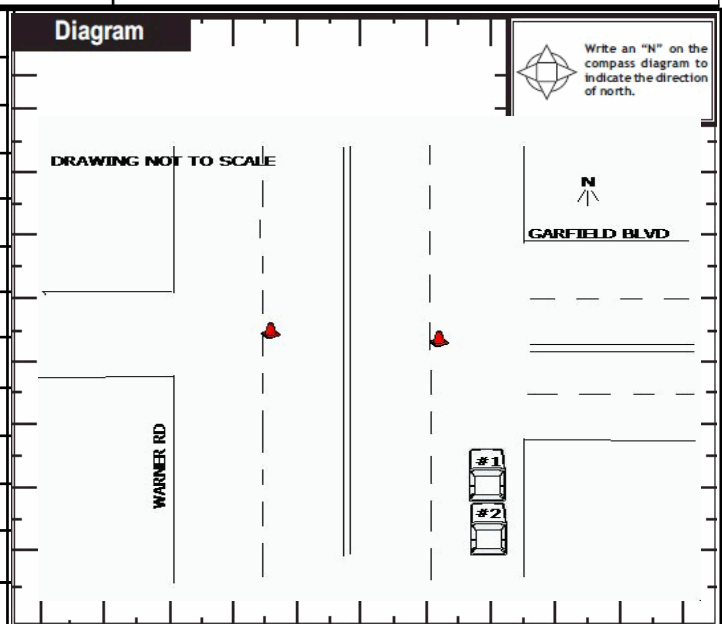 Diagram
Write an “N” on the
compass diagram to
indicate the direction
of north.
DRAWING NOT TO SCALE
N
GARFIELD BLVD
WARNER RD
#1
#2